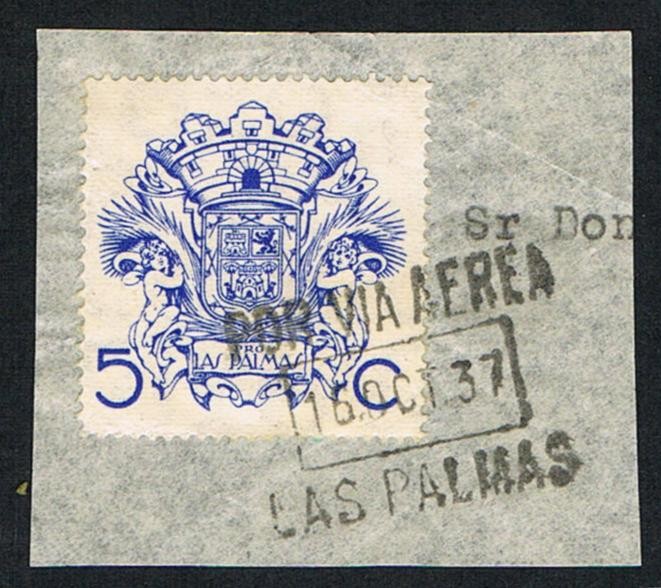 PRO
LAS PALMAS
5 C
Sr Don
POR VIA AEREA
16.OCT.37
LAS PALMAS